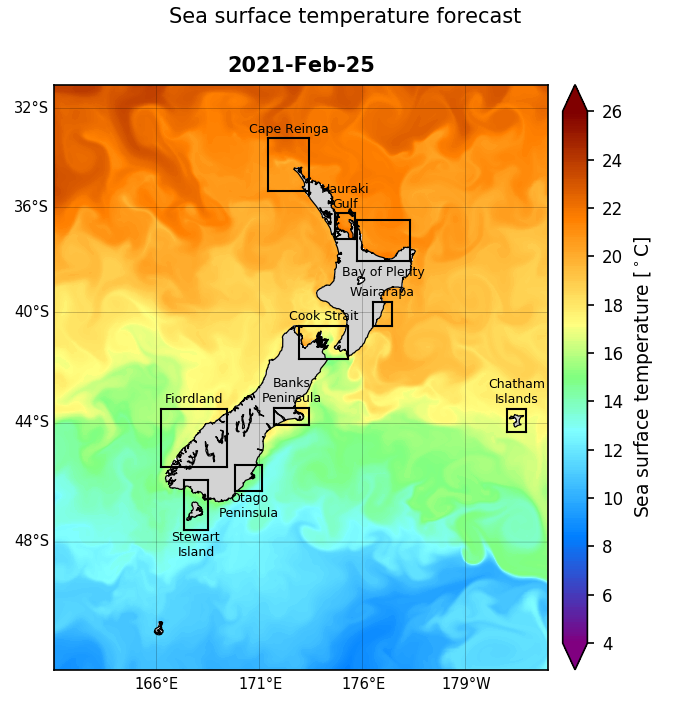 Sea surface temperature forecast
2021-Feb-25
32°S
36°S
40°S
44°S
48°S
Cape Reinga
Hauraki
Gulf
Bay of Plenty
Wairarapa
Cook Strait
Banks
Peninsula
Fiordland
Chatham
Islands
Otago
Peninsula
Stewart
Island
166°E
171°E
176°E
179°W
26
24
22
20
18
16
14
12
10
8
6
4
Sea surface temperature [°C]